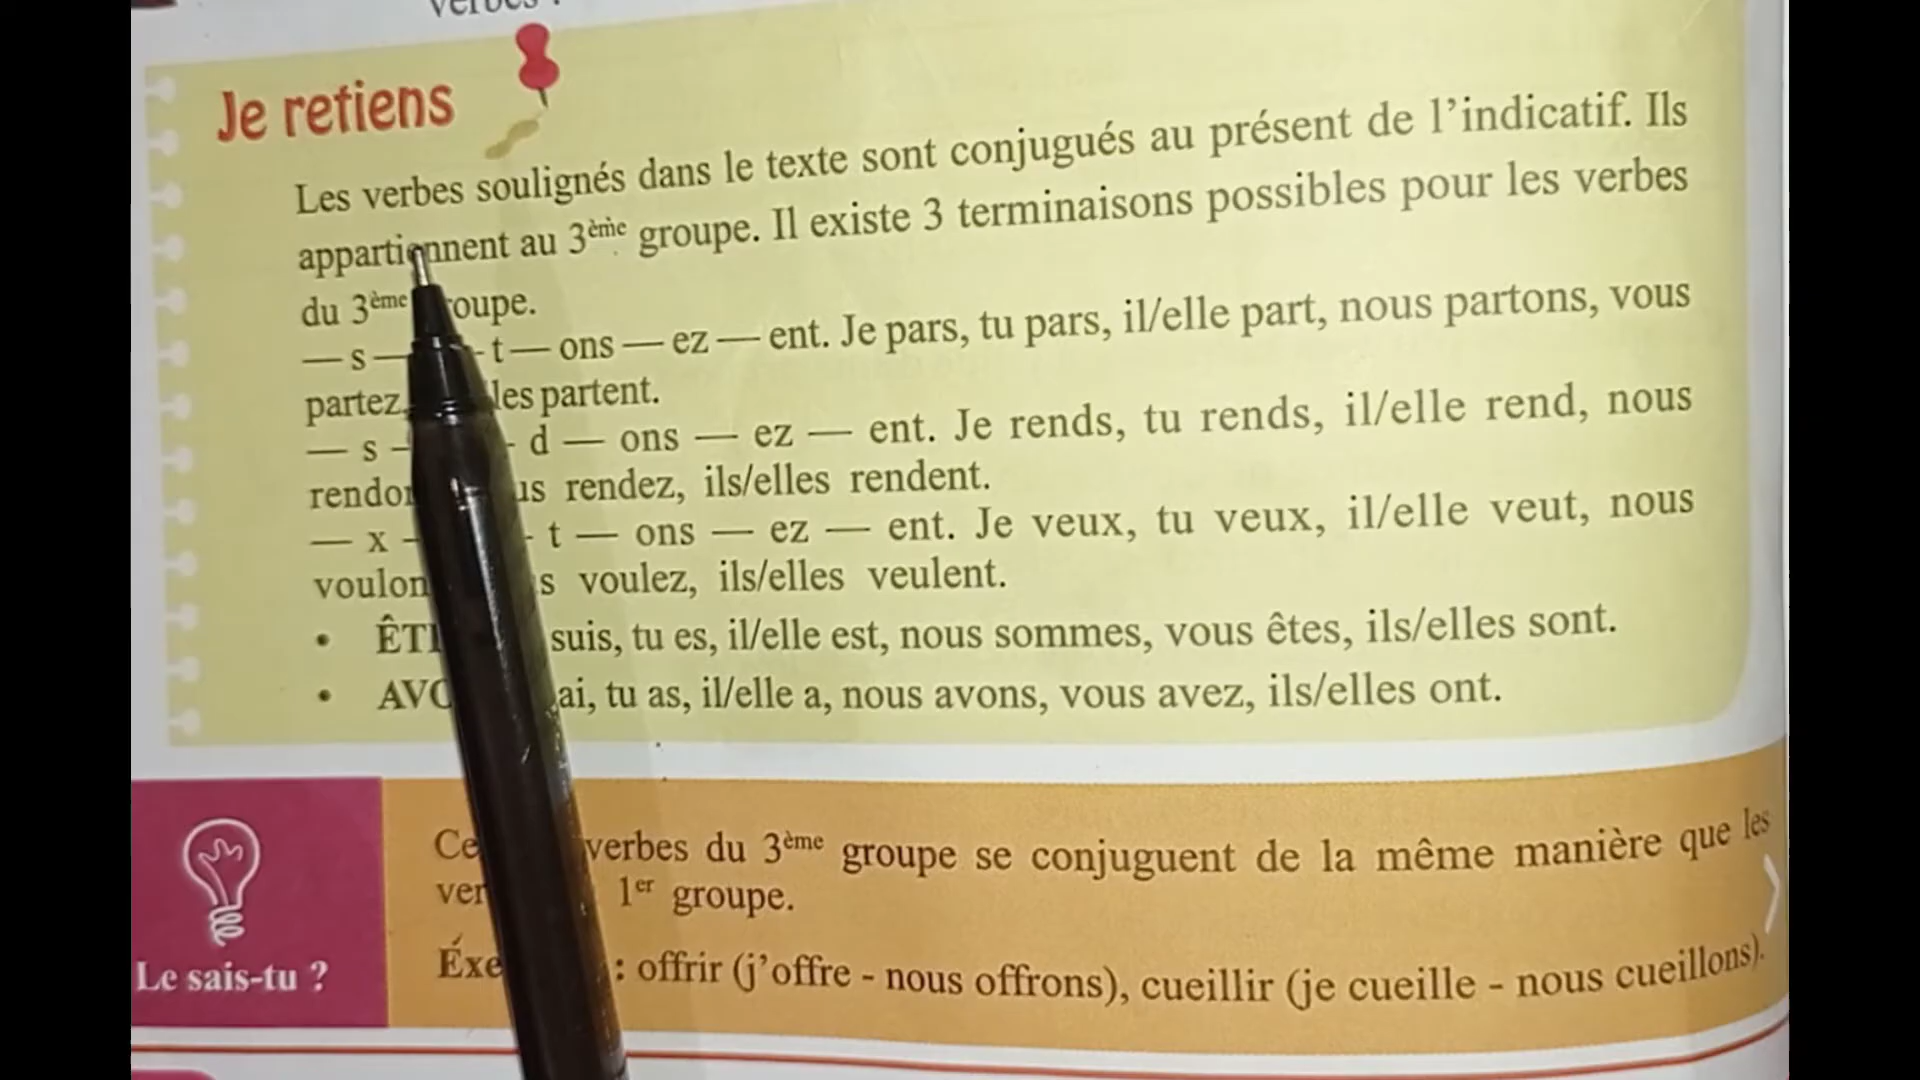 verbes :
Je retiens
Les verbes soulignés dans le texte sont conjugués au présent de l'indicatif. Ils
appartiennent au 3ème groupe. Il existe 3 terminaisons possibles pour les verbes
du 3ème groupe.
— s — t — ons — ez — ent. Je pars, tu pars, il/elle part, nous partons, vous
partez, les partent.
— s - d — ons — ez — ent. Je rends, tu rends, il/elle rend, nous
rendez, ils/elles rendent.
— x - t — ons — ez — ent. Je veux, tu veux, il/elle veut, nous
voulez, ils/elles veulent.
• suis, tu es, il/elle est, nous sommes, vous êtes, ils/elles sont.
• ai, tu as, il/elle a, nous avons, vous avez, ils/elles ont.
verbes du 3ème groupe se conjuguent de la même manière que les
1er groupe.
: offrir (j'offre - nous offrons), cueillir (je cueille - nous cueillons).
Le sais-tu ?